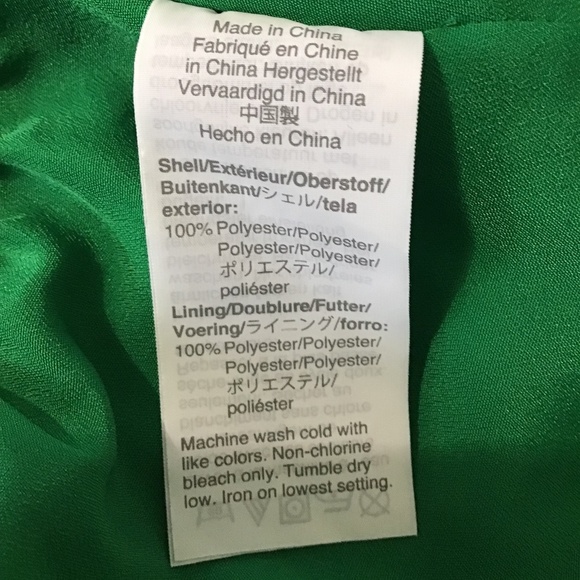 Made in China
Fabriqué en Chine
in China Hergestellt
Vervaardigd in China
中国製
Hecho en China
Shell/Extérieur/Oberstoff/
Buitenkant/シェル/tela
exterior:
100% Polyester/Polyester/
Polyester/Polyester/
ポリエステル/
poliéster
Lining/Doublure/Futter/
Voering/ライニング/forro:
100% Polyester/Polyester/
Polyester/Polyester/
ポリエステル/
poliéster
Machine wash cold with
like colors. Non-chlorine
bleach only. Tumble dry
low. Iron on lowest setting.